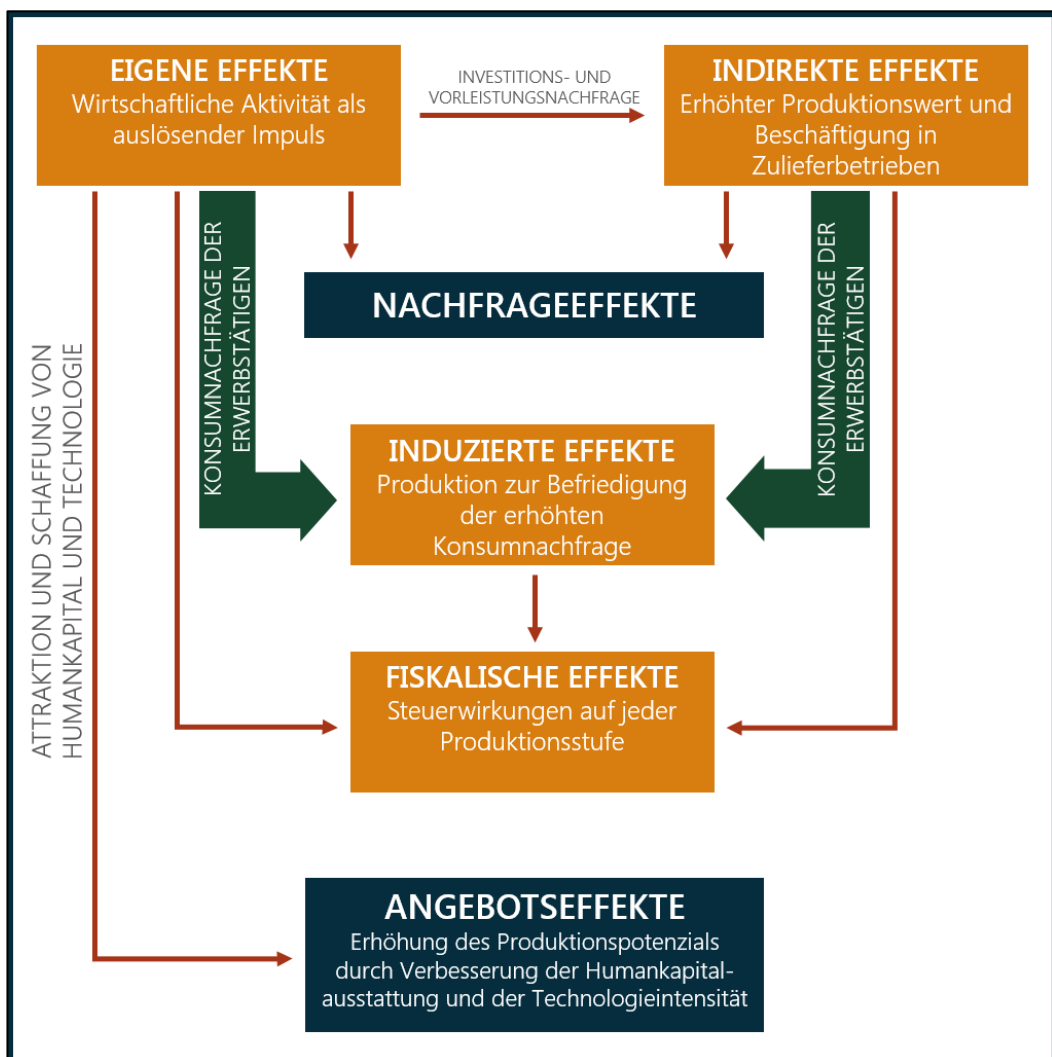 EIGENE EFFEKTE
Wirtschaftliche Aktivität als
auslösender Impuls
INVESTITIONS- UND
VORLEISTUNGSNACHFRAGE
INDIREKTE EFFEKTE
Erhöhter Produktionswert und
Beschäftigung in
Zulieferbetrieben
KONSUMNACHFRAGE DER
ERWERBSTÄTIGEN
NACHFRAGEEFFEKTE
KONSUMNACHFRAGE DER
ERWERBSTÄTIGEN
ATTRAKTION UND SCHAFFUNG VON
HUMANKAPITAL UND TECHNOLOGIE
INDUZIERTE EFFEKTE
Produktion zur Befriedigung
der erhöhten
Konsumnachfrage
FISKALISCHE EFFEKTE
Steuerwirkungen auf jeder
Produktionsstufe
ANGEBOTSEFFEKTE
Erhöhung des Produktionspotenzials
durch Verbesserung der Humankapital-
ausstattung und der Technologieintensität